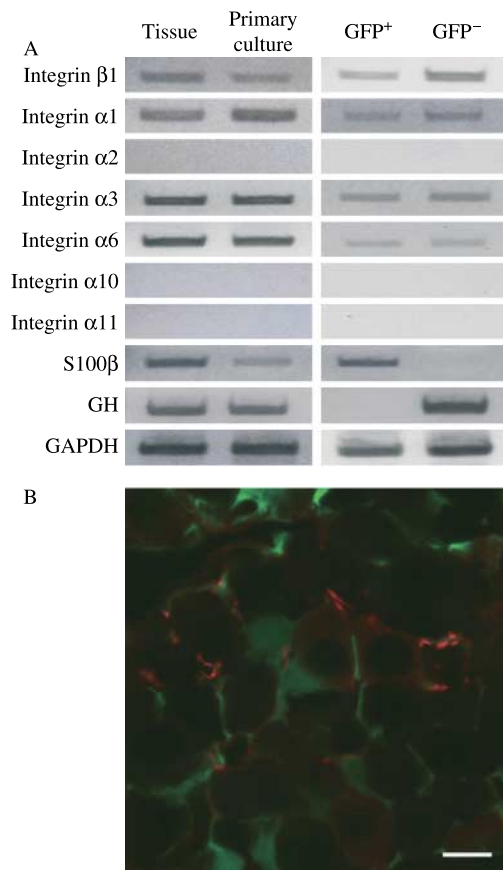 A
Tissue Primary culture GFP⁺ GFP⁻
Integrin β1
Integrin α1
Integrin α2
Integrin α3
Integrin α6
Integrin α10
Integrin α11
S100β
GH
GAPDH
B